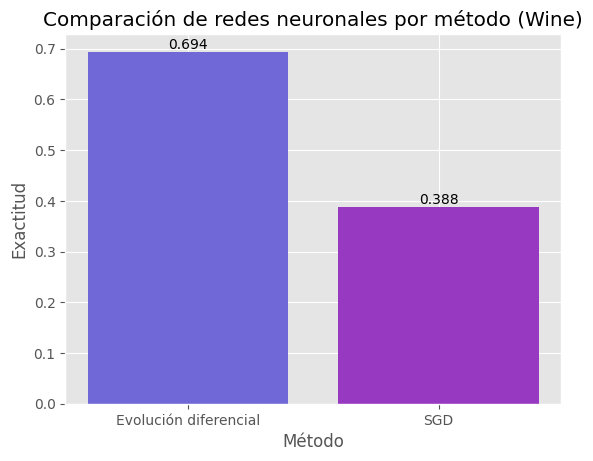 Comparación de redes neuronales por método (Wine)
0.694
0.388
0.7
0.6
0.5
0.4
0.3
0.2
0.1
0.0
Exactitud
Evolución diferencial
SGD
Método